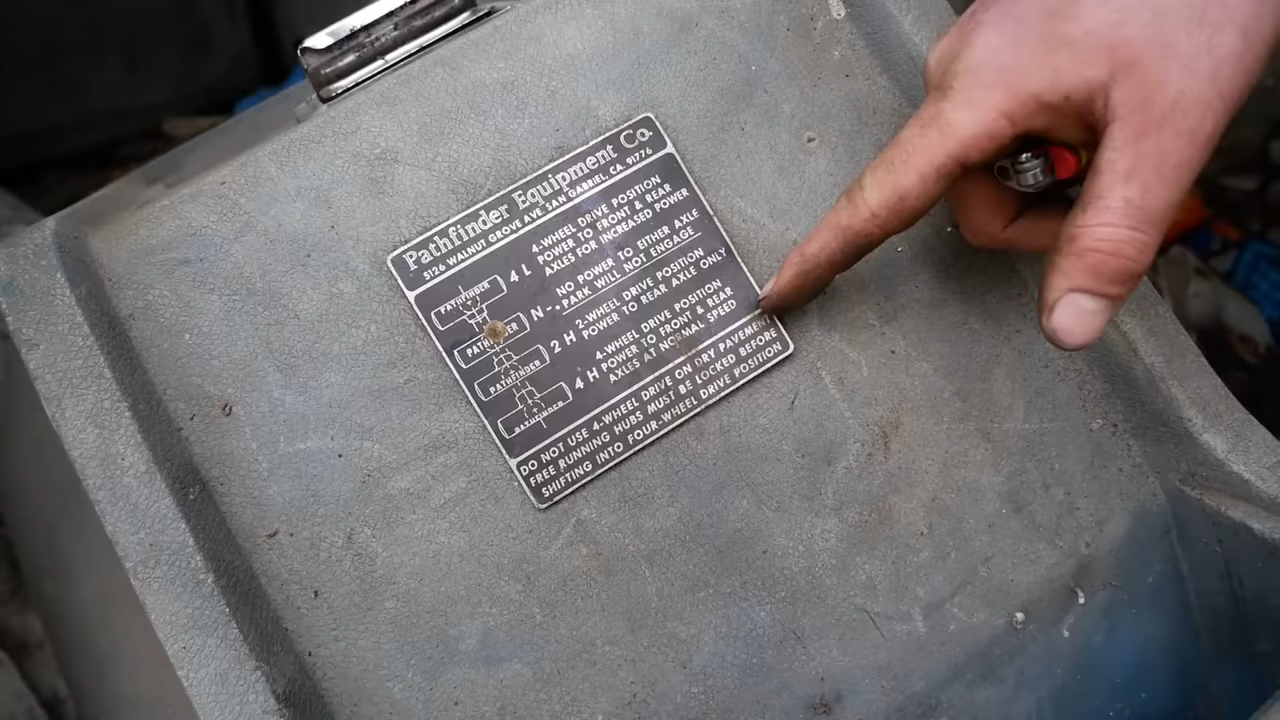 Pathfinder Equipment Co.
5126 WALNUT GROVE AVE. SAN GABRIEL, CA. 91776
PATHFINDER
4 L
4-WHEEL DRIVE POSITION
POWER TO FRONT & REAR
AXLES FOR INCREASED POWER
N--
NO POWER TO EITHER AXLE
PARK WILL NOT ENGAGE
2 H
2-WHEEL DRIVE POSITION
POWER TO REAR AXLE ONLY
PATHFINDER
4 H
4-WHEEL DRIVE POSITION
POWER TO FRONT & REAR
AXLES AT NORMAL SPEED
PATHFINDER
DO NOT USE 4-WHEEL DRIVE ON DRY PAVEMENT
FREE RUNNING HUBS MUST BE LOCKED BEFORE
SHIFTING INTO FOUR-WHEEL DRIVE POSITION